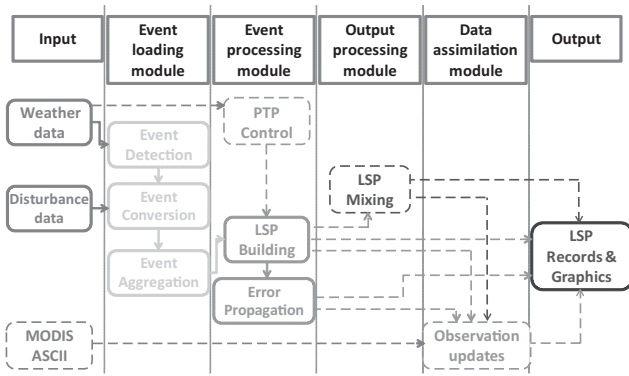 Input
Event
loading
module
Event
processing
module
Output
processing
module
Data
assimilation
module
Output
Weather
data
PTP
Control
Event
Detection
LSP
Mixing
Disturbance
data
Event
Conversion
LSP
Building
LSP
Records &
Graphics
Event
Aggregation
Error
Propagation
MODIS
ASCII
Observation
updates